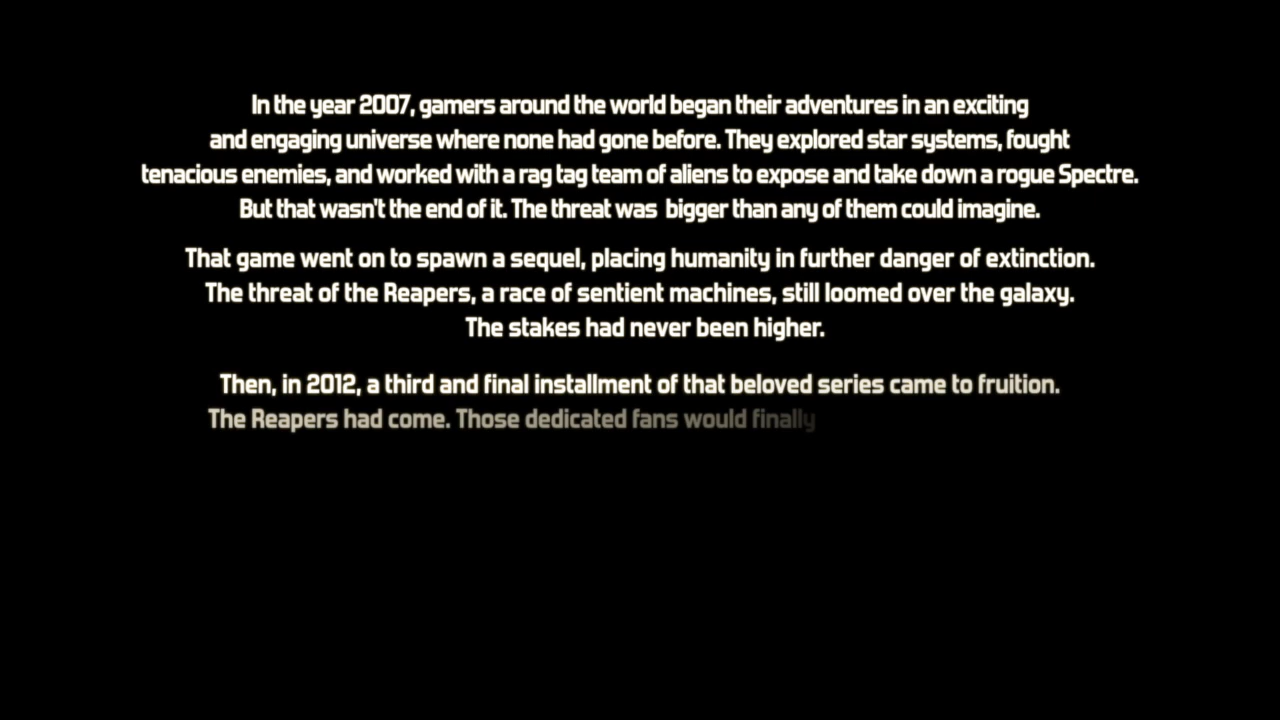 In the year 2007, gamers around the world began their adventures in an exciting
and engaging universe where none had gone before. They explored star systems, fought
tenacious enemies, and worked with a rag tag team of aliens to expose and take down a rogue Spectre.
But that wasn't the end of it. The threat was  bigger than any of them could imagine.
That game went on to spawn a sequel, placing humanity in further danger of extinction.
The threat of the Reapers, a race of sentient machines, still loomed over the galaxy.
The stakes had never been higher.
Then, in 2012, a third and final installment of that beloved series came to fruition.
The Reapers had come. Those dedicated fans would finally